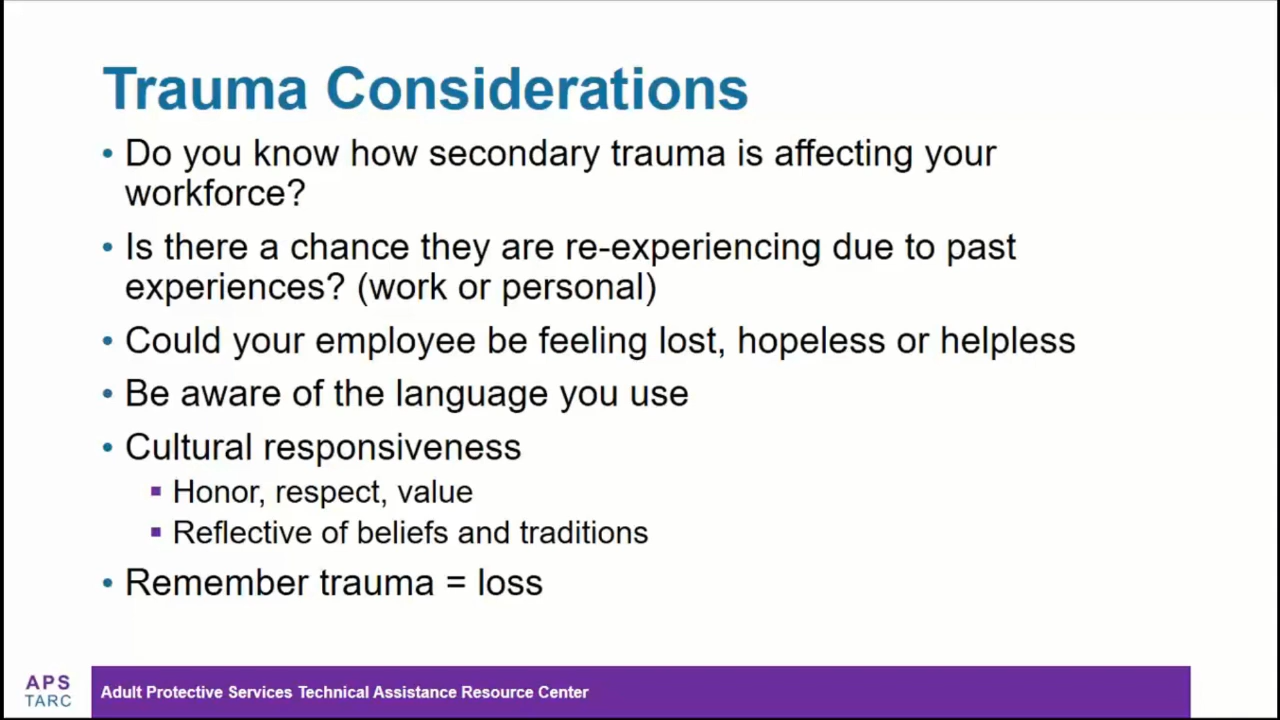 Trauma Considerations
• Do you know how secondary trauma is affecting your
workforce?
• Is there a chance they are re-experiencing due to past
experiences? (work or personal)
• Could your employee be feeling lost, hopeless or helpless
• Be aware of the language you use
• Cultural responsiveness
▪ Honor, respect, value
▪ Reflective of beliefs and traditions
• Remember trauma = loss
APS
TARC
Adult Protective Services Technical Assistance Resource Center